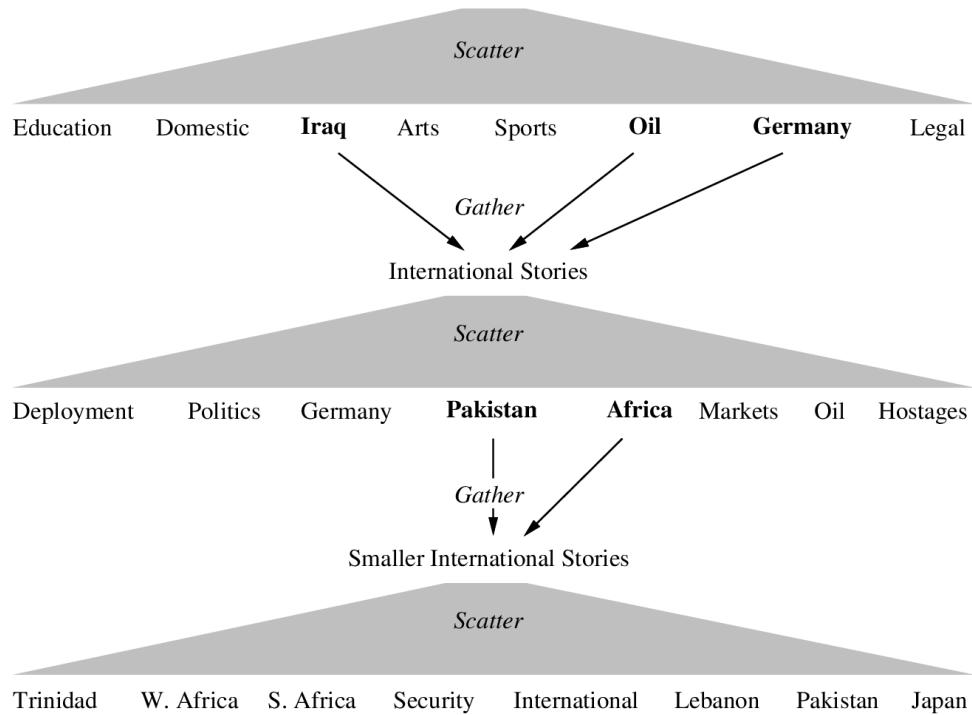 Scatter
Education Domestic Iraq Arts Sports Oil Germany Legal
Gather
International Stories
Scatter
Deployment Politics Germany Pakistan Africa Markets Oil Hostages
Gather
Smaller International Stories
Scatter
Trinidad W. Africa S. Africa Security International Lebanon Pakistan Japan